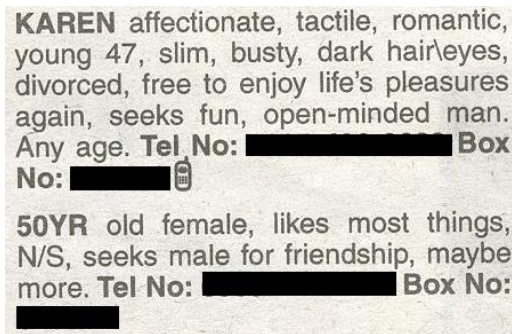 KAREN affectionate, tactile, romantic,
young 47, slim, busty, dark hair\eyes,
divorced, free to enjoy life's pleasures
again, seeks fun, open-minded man.
Any age. Tel No: Box
No:
50YR old female, likes most things,
N/S, seeks male for friendship, maybe
more. Tel No: Box No: